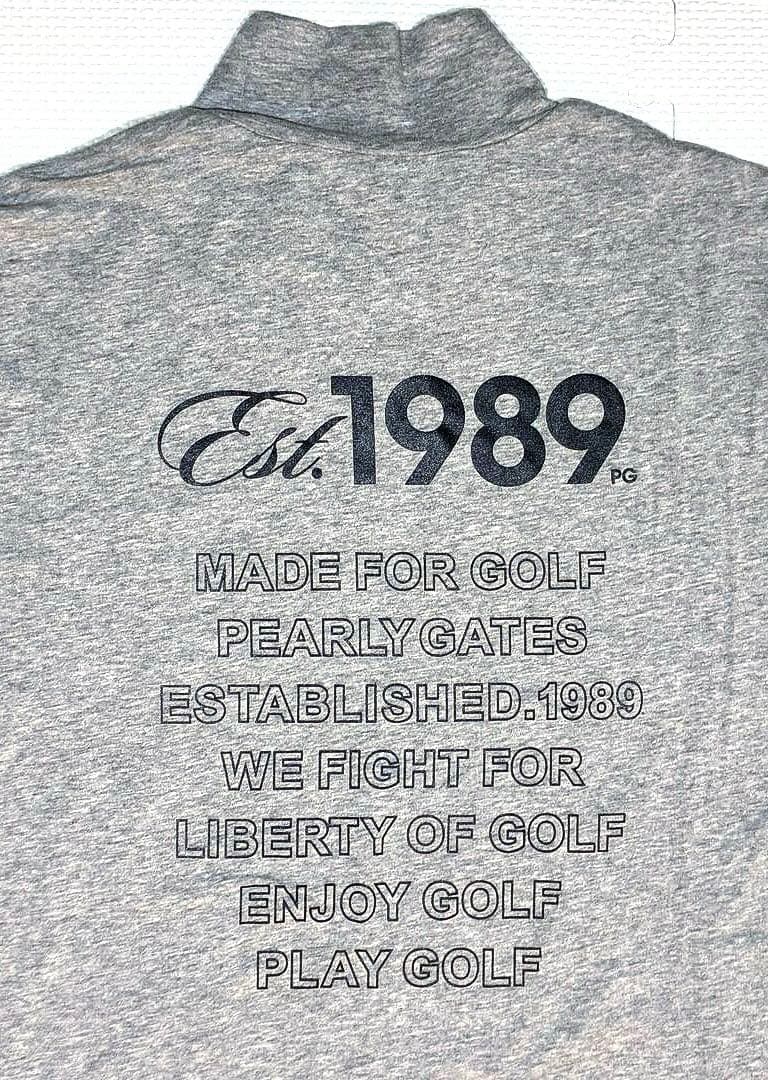 Est.1989 PG
MADE FOR GOLF
PEARLY GATES
ESTABLISHED.1989
WE FIGHT FOR
LIBERTY OF GOLF
ENJOY GOLF
PLAY GOLF